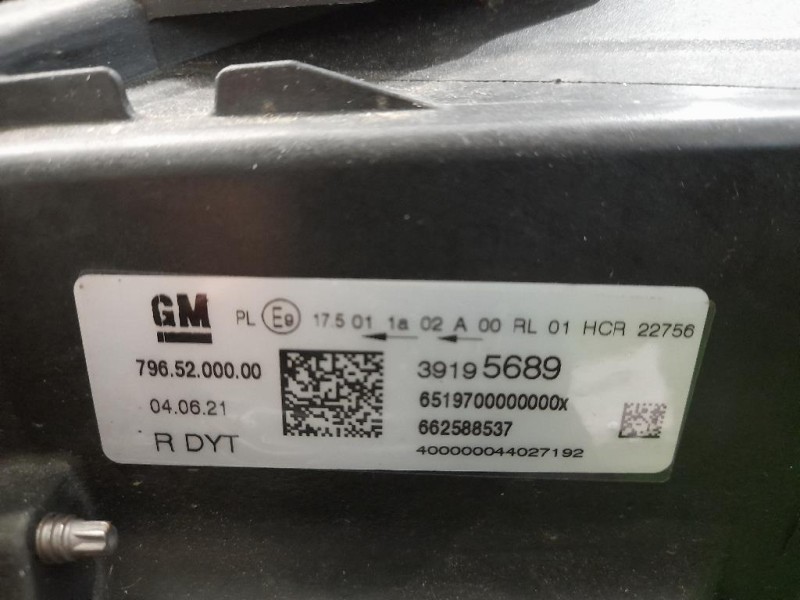 GM PL E9 17.5 01 1a 02 A 00 RL 01 HCR 22756
796.52.000.00
39195689
04.06.21
6519700000000X
662588537
R DYT
400000044027192